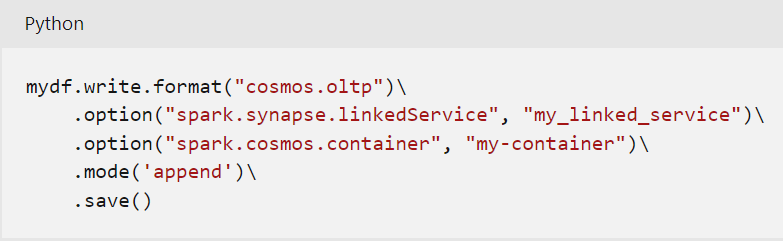 Python
mydf.write.format("cosmos.oltp")\
.option("spark.synapse.linkedService", "my_linked_service")\
.option("spark.cosmos.container", "my-container")\
.mode('append')\
.save()